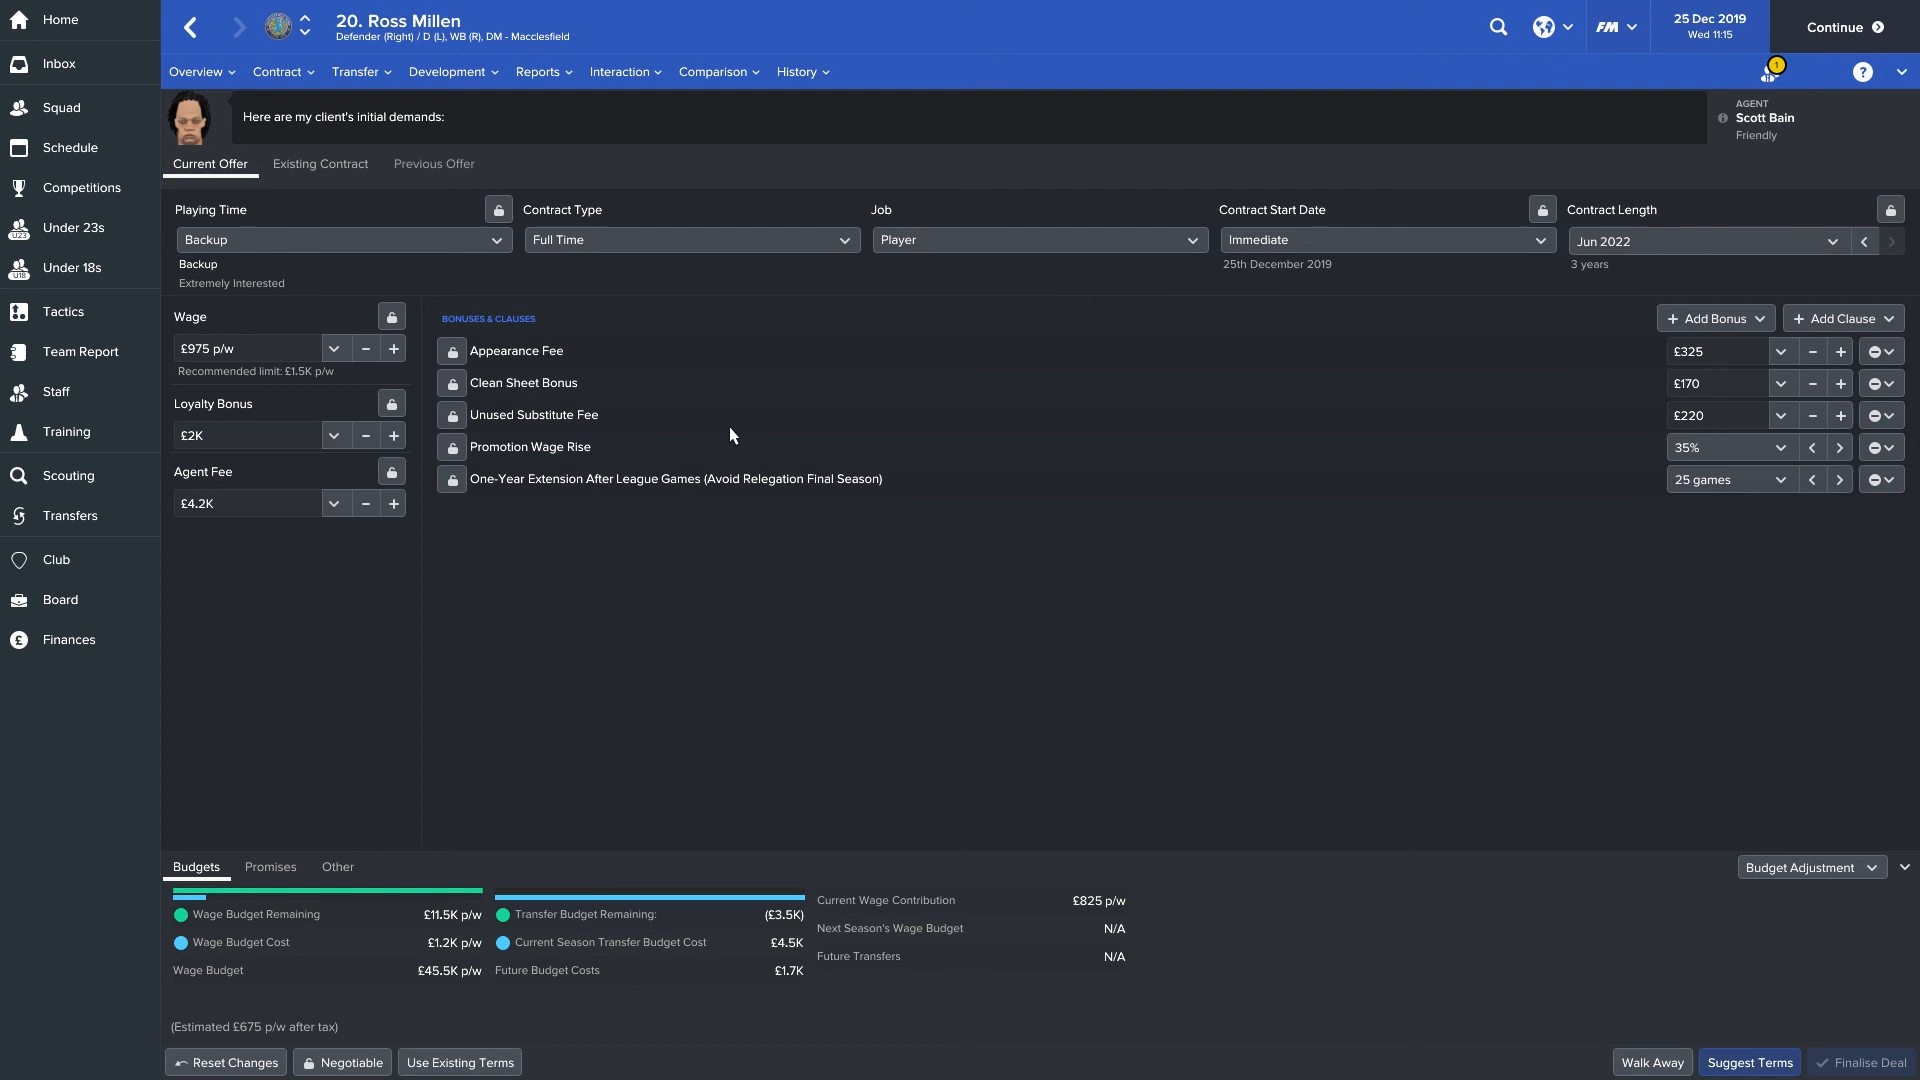 Home
Inbox
Squad
Schedule
Competitions
Under 23s
Under 18s
Tactics
Team Report
Staff
Training
Scouting
Transfers
Club
Board
Finances
20. Ross Millen
Defender (Right) / D (L), WB (R), DM - Macclesfield
FM
25 Dec 2019
Wed 11:15
Continue
Overview Contract Transfer Development Reports Interaction Comparison History
1
?
Here are my client's initial demands:
AGENT
Scott Bain
Friendly
Current Offer Existing Contract Previous Offer
Playing Time Contract Type Job Contract Start Date Contract Length
Backup Full Time Player Immediate Jun 2022
Backup 25th December 2019 3 years
Extremely Interested
Wage
£975 p/w
Recommended limit: £1.5K p/w
Loyalty Bonus
£2K
Agent Fee
£4.2K
BONUSES & CLAUSES
Add Bonus Add Clause
Appearance Fee £325
Clean Sheet Bonus £170
Unused Substitute Fee £220
Promotion Wage Rise 35%
One-Year Extension After League Games (Avoid Relegation Final Season) 25 games
Budgets Promises Other
Budget Adjustment
Wage Budget Remaining £11.5K p/w
Wage Budget Cost £1.2K p/w
Wage Budget £45.5K p/w
Transfer Budget Remaining: (£3.5K)
Current Season Transfer Budget Cost £4.5K
Future Budget Costs £1.7K
Current Wage Contribution £825 p/w
Next Season's Wage Budget N/A
Future Transfers N/A
(Estimated £675 p/w after tax)
Reset Changes Negotiable Use Existing Terms
Walk Away Suggest Terms Finalise Deal